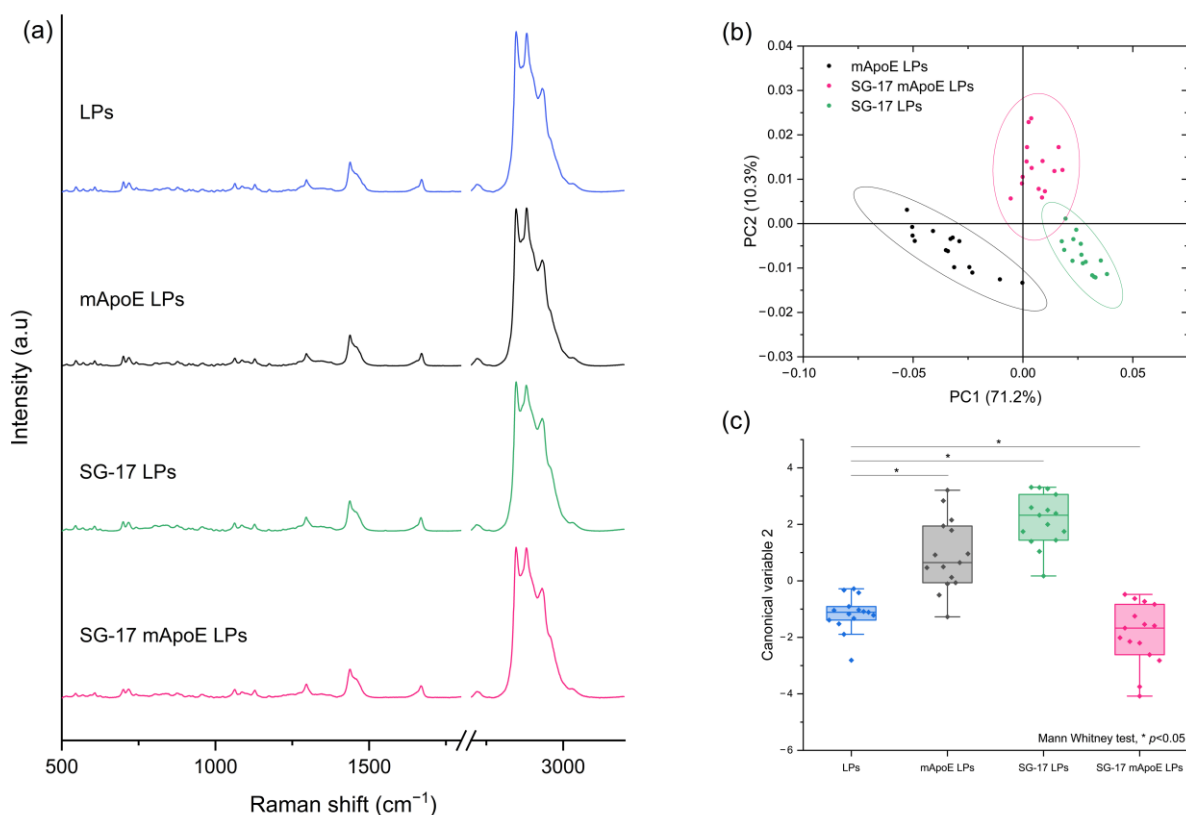 (a)
LPs
mApoE LPs
SG-17 LPs
SG-17 mApoE LPs
Intensity (a.u)
500
1000
1500
3000
Raman shift (cm⁻¹)
(b)
mApoE LPs
SG-17 mApoE LPs
SG-17 LPs
0.04
0.03
0.02
0.01
0.00
−0.01
−0.02
−0.03
PC2 (10.3%)
−0.10
−0.05
0.00
0.05
PC1 (71.2%)
(c)
*
*
*
4
2
0
−2
−4
−6
Canonical variable 2
Mann Whitney test, * p<0.05
LPs
mApoE LPs
SG-17 LPs
SG-17 mApoE LPs